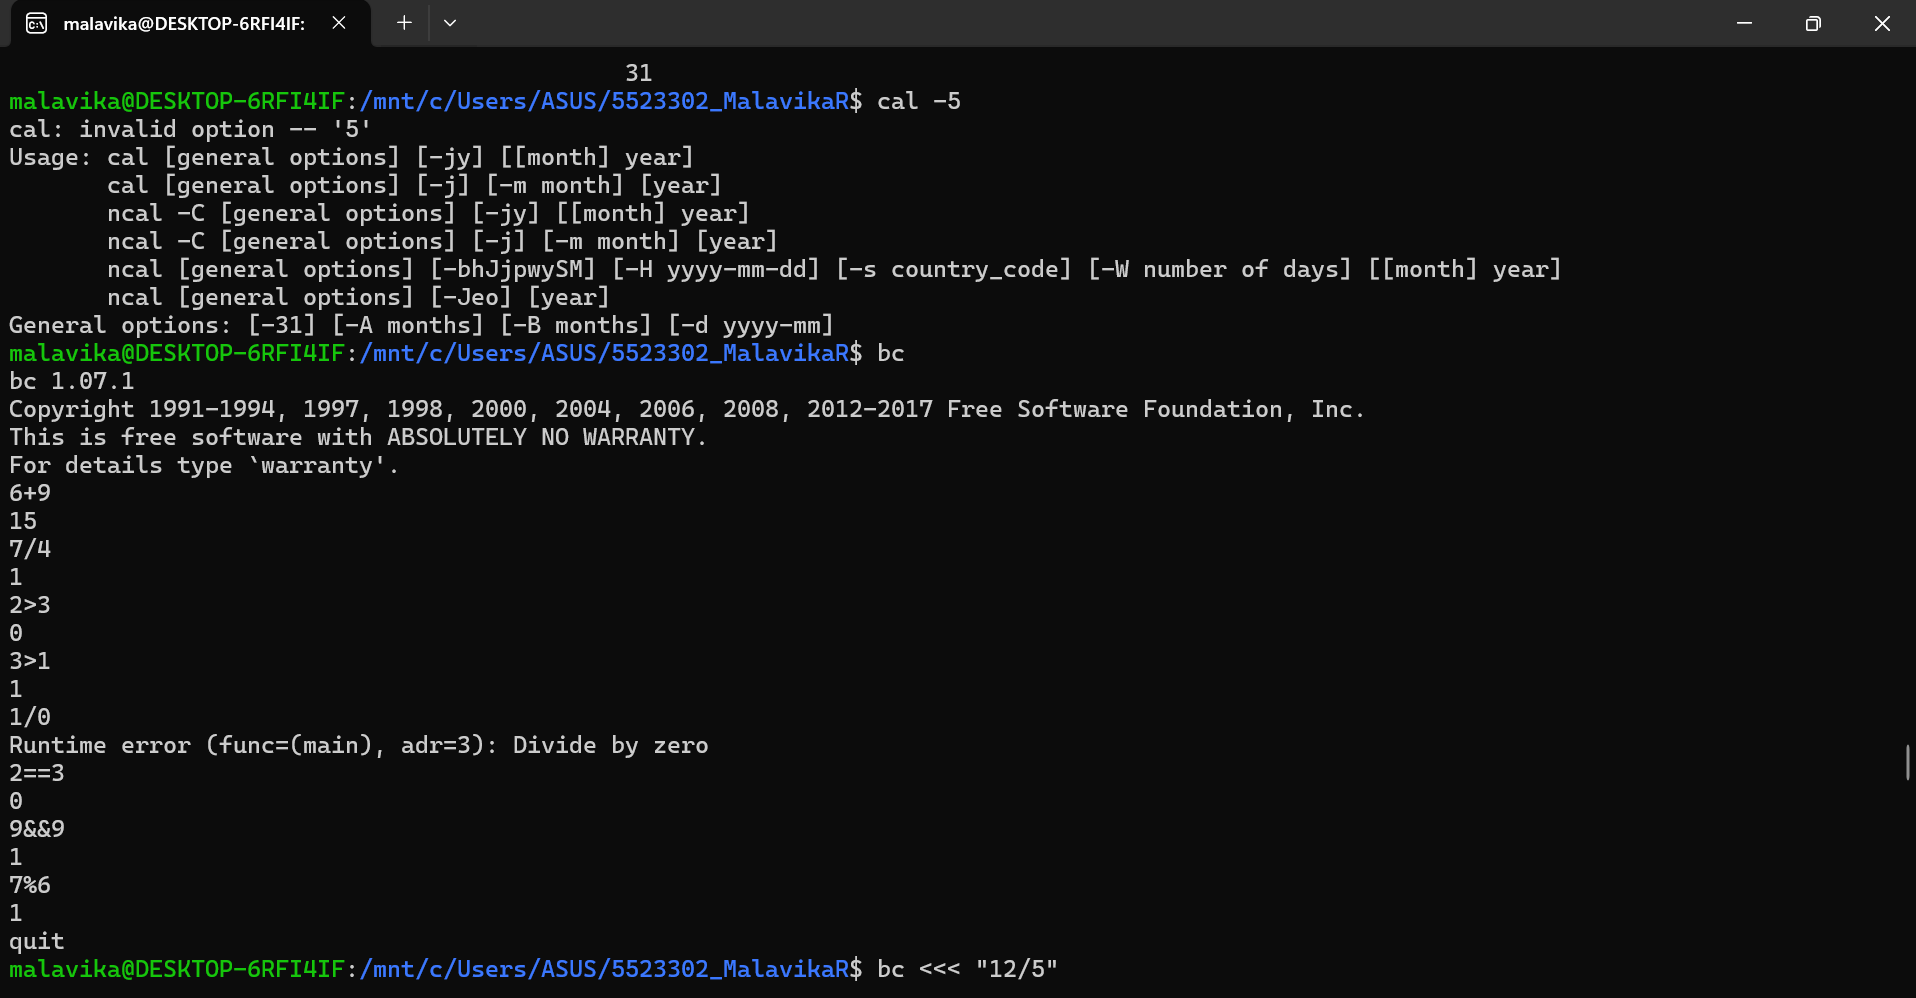 malavika@DESKTOP-6RFI4IF:
31
malavika@DESKTOP-6RFI4IF:/mnt/c/Users/ASUS/5523302_MalavikaR$ cal -5
cal: invalid option -- '5'
Usage: cal [general options] [-jy] [[month] year]
       cal [general options] [-j] [-m month] [year]
       ncal -C [general options] [-jy] [[month] year]
       ncal -C [general options] [-j] [-m month] [year]
       ncal [general options] [-bhJjpwySM] [-H yyyy-mm-dd] [-s country_code] [-W number of days] [[month] year]
       ncal [general options] [-Jeo] [year]
General options: [-31] [-A months] [-B months] [-d yyyy-mm]
malavika@DESKTOP-6RFI4IF:/mnt/c/Users/ASUS/5523302_MalavikaR$ bc
bc 1.07.1
Copyright 1991-1994, 1997, 1998, 2000, 2004, 2006, 2008, 2012-2017 Free Software Foundation, Inc.
This is free software with ABSOLUTELY NO WARRANTY.
For details type `warranty'.
6+9
15
7/4
1
2>3
0
3>1
1
1/0
Runtime error (func=(main), adr=3): Divide by zero
2==3
0
9&&9
1
7%6
1
quit
malavika@DESKTOP-6RFI4IF:/mnt/c/Users/ASUS/5523302_MalavikaR$ bc <<< "12/5"